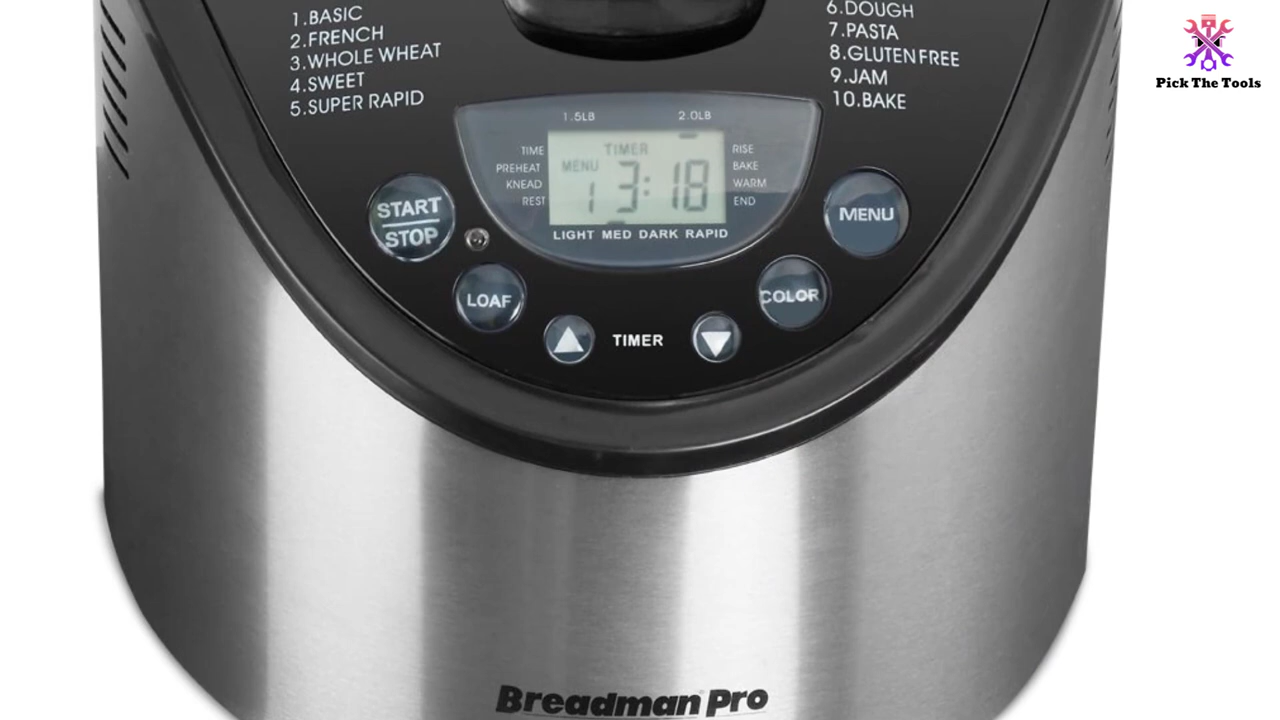 1.BASIC
2.FRENCH
3.WHOLE WHEAT
4.SWEET
5.SUPER RAPID
6.DOUGH
7.PASTA
8.GLUTEN FREE
9.JAM
10.BAKE
Pick The Tools
1.5LB 2.0LB
TIME
PREHEAT
KNEAD
REST
TIMER
MENU
1 3:18
RISE
BAKE
WARM
END
LIGHT MED DARK RAPID
START
STOP
MENU
LOAF
COLOR
TIMER
Breadman Pro